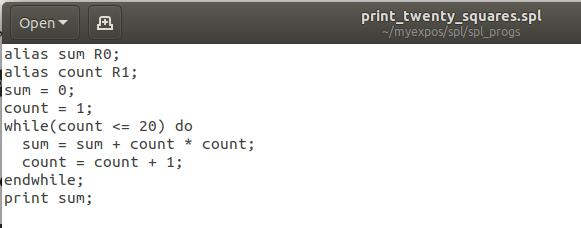 Open
print_twenty_squares.spl
~/myexpos/spl/spl_progs
alias sum R0;
alias count R1;
sum = 0;
count = 1;
while(count <= 20) do
  sum = sum + count * count;
  count = count + 1;
endwhile;
print sum;